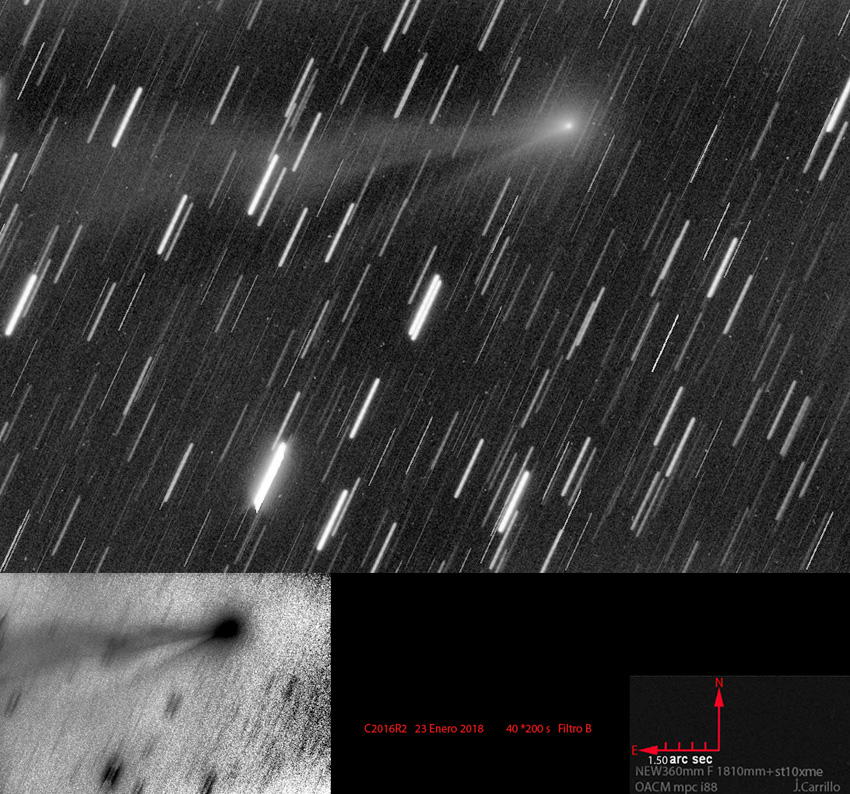 C2016R2 23 Enero 2018 40 *200 s Filtro B
N
E
1.50 arc sec
NEW360mm F 1810mm+st10xme
OACM mpc i88 J.Carrillo